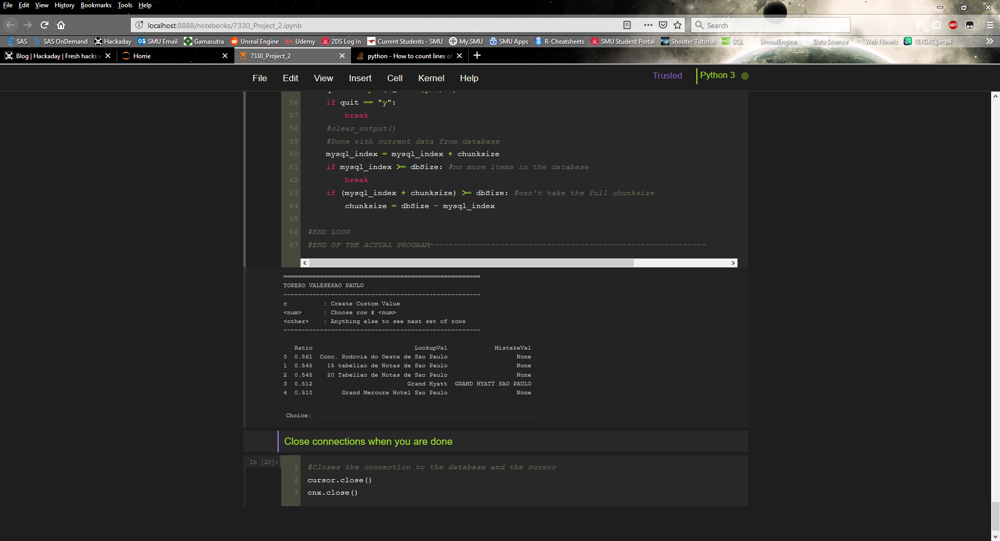 File Edit View History Bookmarks Tools Help
localhost:8888/notebooks/7330_Project_2.ipynb
Search
ABP
SAS SAS OnDemand Hackaday SMU Email Gamasutra Unreal Engine Udemy 2DS Log In Current Students - SMU My.SMU SMU Apps R-Cheatsheets SMU Student Portal Shooter Tutorial SQL UnrealEngine Data Science Web Novels 1EKGKQj.mp4
Blog | Hackaday | Fresh hacks e Home 7330_Project_2 python - How to count lines of
File Edit View Insert Cell Kernel Help Trusted Python 3
56 if quit == "y":
57 break
58 #clear_output()
59 #Done with current data from database
60 mysql_index = mysql_index + chunksize
61 if mysql_index >= dbSize: #no more items in the database
62 break
63 if (mysql_index + chunksize) >= dbSize: #can't take the full chunksize
64 chunksize = dbSize - mysql_index
65
66 #END LOOP
67 #END OF THE ACTUAL PROGRAM-----------------------------------------------------------
======================================================
TORERO VALESESAO PAULO
------------------------------------------------------
c : Create Custom Value
<num> : Choose row # <num>
<other> : Anything else to see next set of rows
------------------------------------------------------
Ratio LookupVal MistakeVal
0 0.561 Conc. Rodovia do Oeste de Sao Paulo None
1 0.545 15 tabeliao de Notas de Sao Paulo None
2 0.545 20 Tabeliao de Notas de Sao Paulo None
3 0.512 Grand Hyatt GRAND HYATT SAO PAULO
4 0.510 Grand Mercure Hotel Sao Paulo None
Choice:
Close connections when you are done
In [20]:
1 #Closes the connection to the database and the cursor
2 cursor.close()
3 cnx.close()